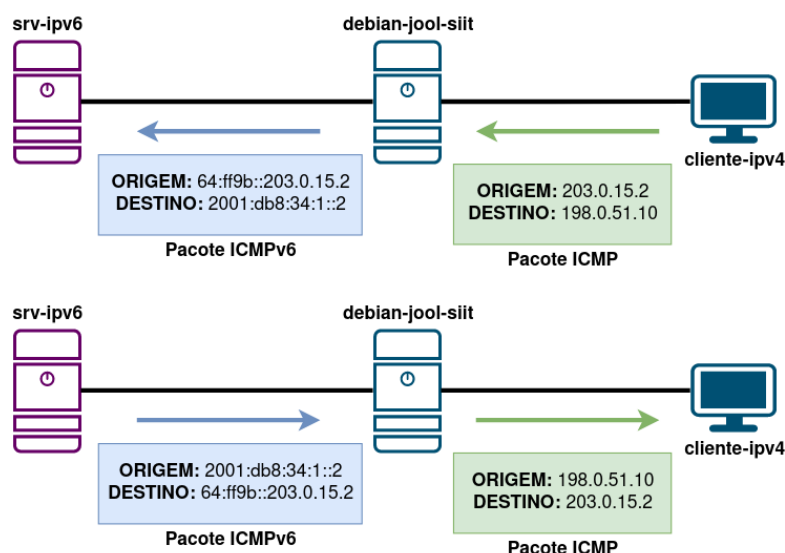 srv-ipv6
debian-jool-siit
cliente-ipv4
ORIGEM: 64:ff9b::203.0.15.2
DESTINO: 2001:db8:34:1::2
Pacote ICMPv6
ORIGEM: 203.0.15.2
DESTINO: 198.0.51.10
Pacote ICMP
srv-ipv6
debian-jool-siit
cliente-ipv4
ORIGEM: 2001:db8:34:1::2
DESTINO: 64:ff9b::203.0.15.2
Pacote ICMPv6
ORIGEM: 198.0.51.10
DESTINO: 203.0.15.2
Pacote ICMP